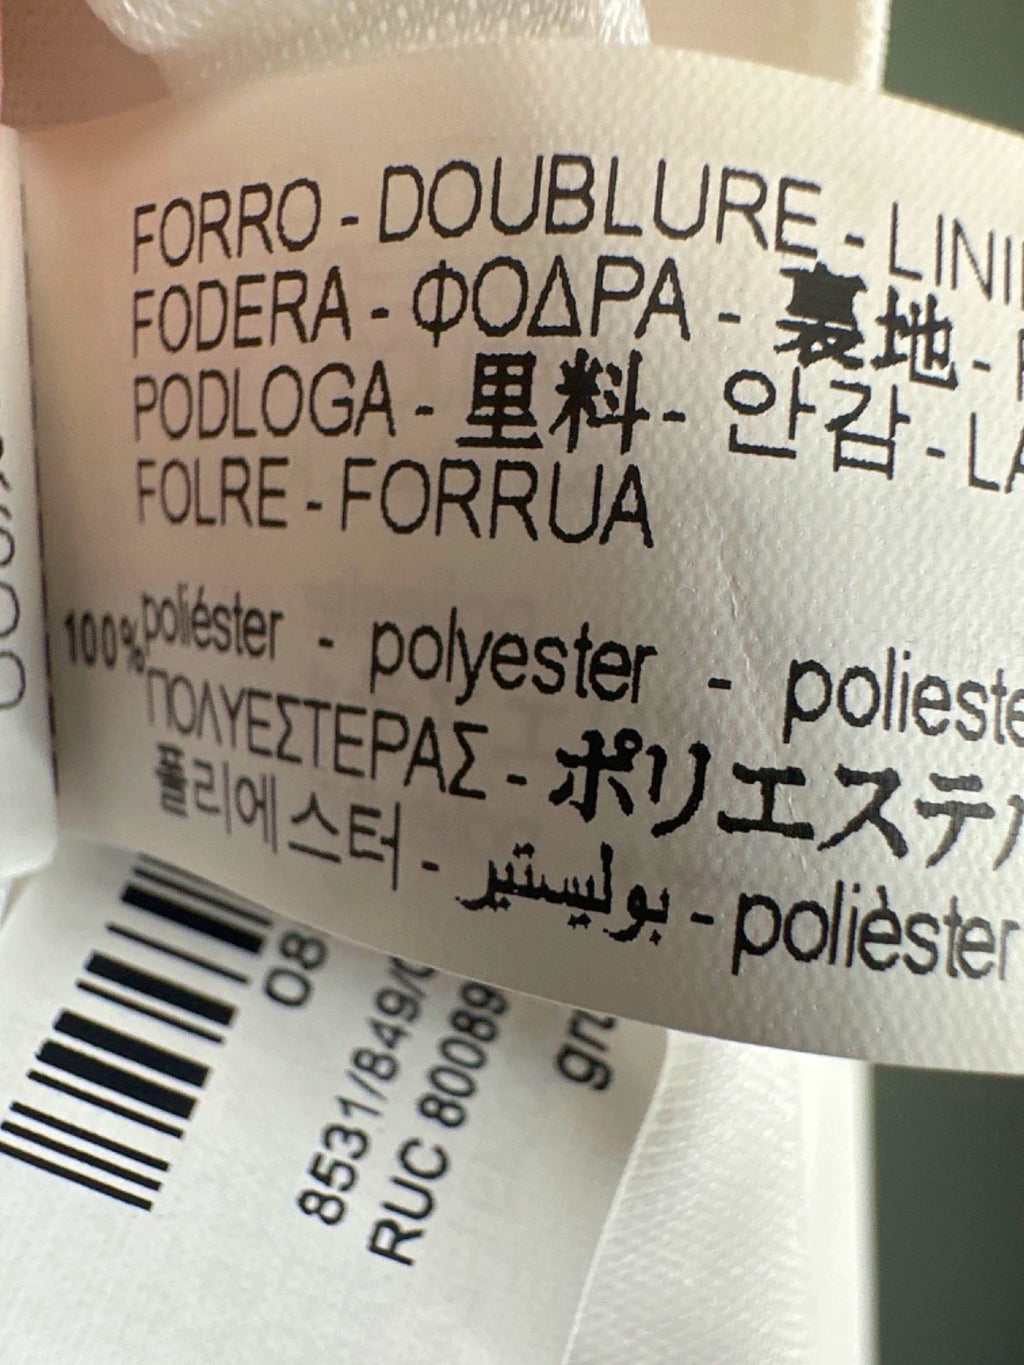 FORRO - DOUBLURE - LINI
FODERA - ΦΟΔΡΑ - 裏地 -
PODLOGA - 里料 - 안감 - LA
FOLRE - FORRUA
100% poliéster - polyester - polieste
ΠΟΛΥΕΣΤΕΡΑΣ - ポリエステ
폴리에스터 - بوليستير - polièster
08
8531/849/
RUC 80089